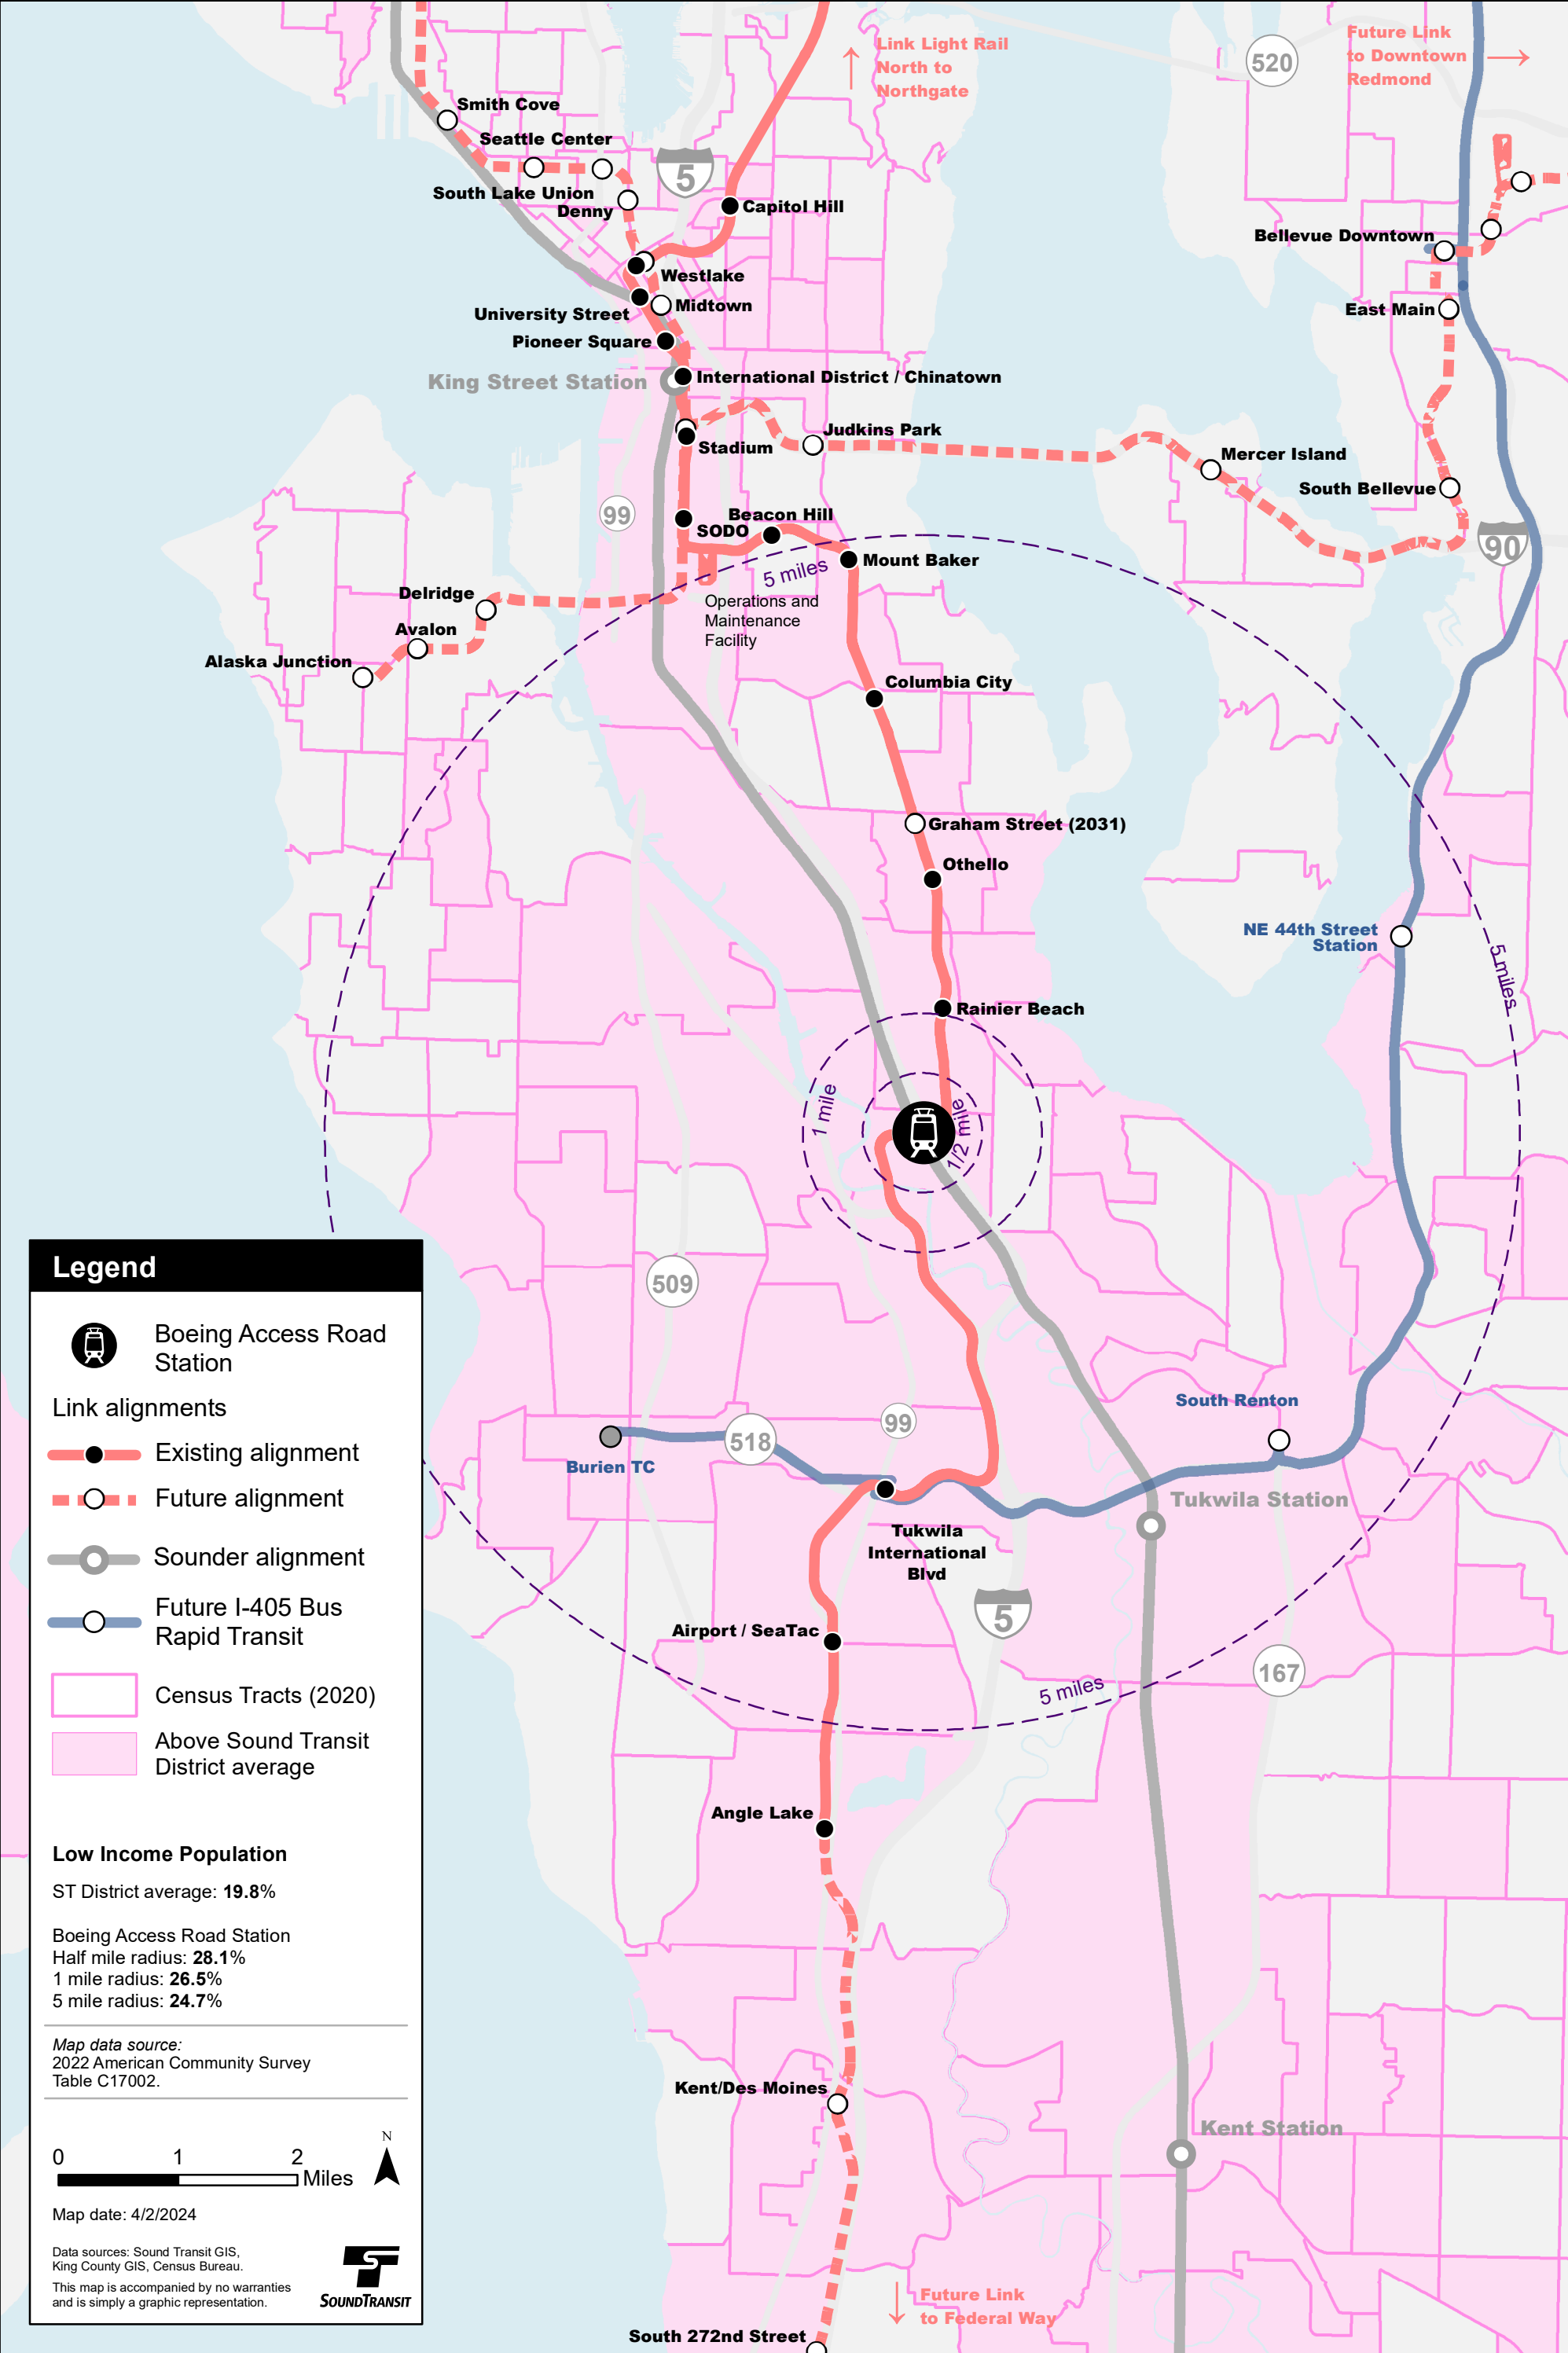 Link Light Rail
North to
Northgate
520
Future Link
to Downtown
Redmond
Smith Cove
Seattle Center
5
South Lake Union
Denny
Capitol Hill
Bellevue Downtown
Westlake
University Street
Midtown
East Main
Pioneer Square
King Street Station
International District / Chinatown
Stadium
Judkins Park
Mercer Island
South Bellevue
99
Beacon Hill
SODO
90
Mount Baker
5 miles
Operations and
Maintenance
Facility
Delridge
Avalon
Alaska Junction
Columbia City
Graham Street (2031)
Othello
NE 44th Street
Station
5 miles
Rainier Beach
1 mile
1/2 mile
509
South Renton
99
518
Burien TC
Tukwila Station
Tukwila
International
Blvd
5
Airport / SeaTac
167
5 miles
Angle Lake
Kent/Des Moines
Kent Station
Future Link
to Federal Way
South 272nd Street
Legend
Boeing Access Road
Station
Link alignments
Existing alignment
Future alignment
Sounder alignment
Future I-405 Bus
Rapid Transit
Census Tracts (2020)
Above Sound Transit
District average
Low Income Population
ST District average: 19.8%
Boeing Access Road Station
Half mile radius: 28.1%
1 mile radius: 26.5%
5 mile radius: 24.7%
Map data source:
2022 American Community Survey
Table C17002.
N
0 1 2
Miles
Map date: 4/2/2024
Data sources: Sound Transit GIS,
King County GIS, Census Bureau.
This map is accompanied by no warranties
and is simply a graphic representation.
SOUNDTRANSIT